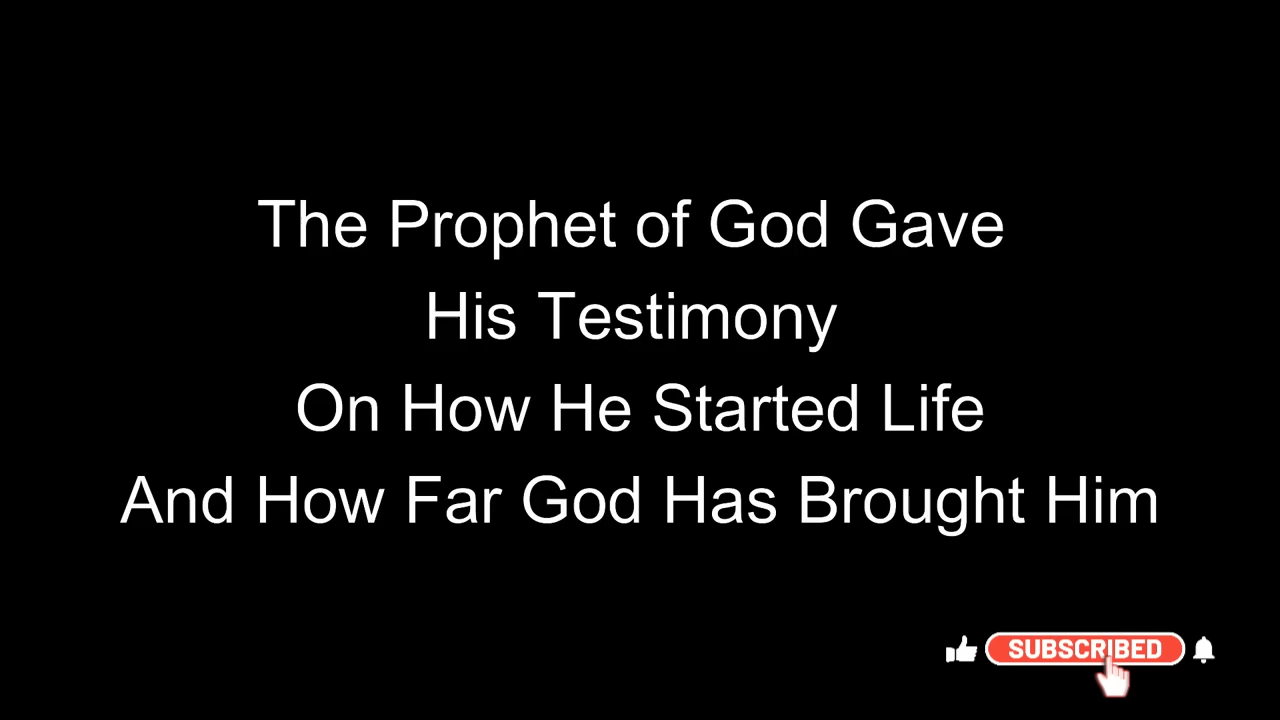 The Prophet of God Gave
His Testimony
On How He Started Life
And How Far God Has Brought Him
SUBSCRIBED